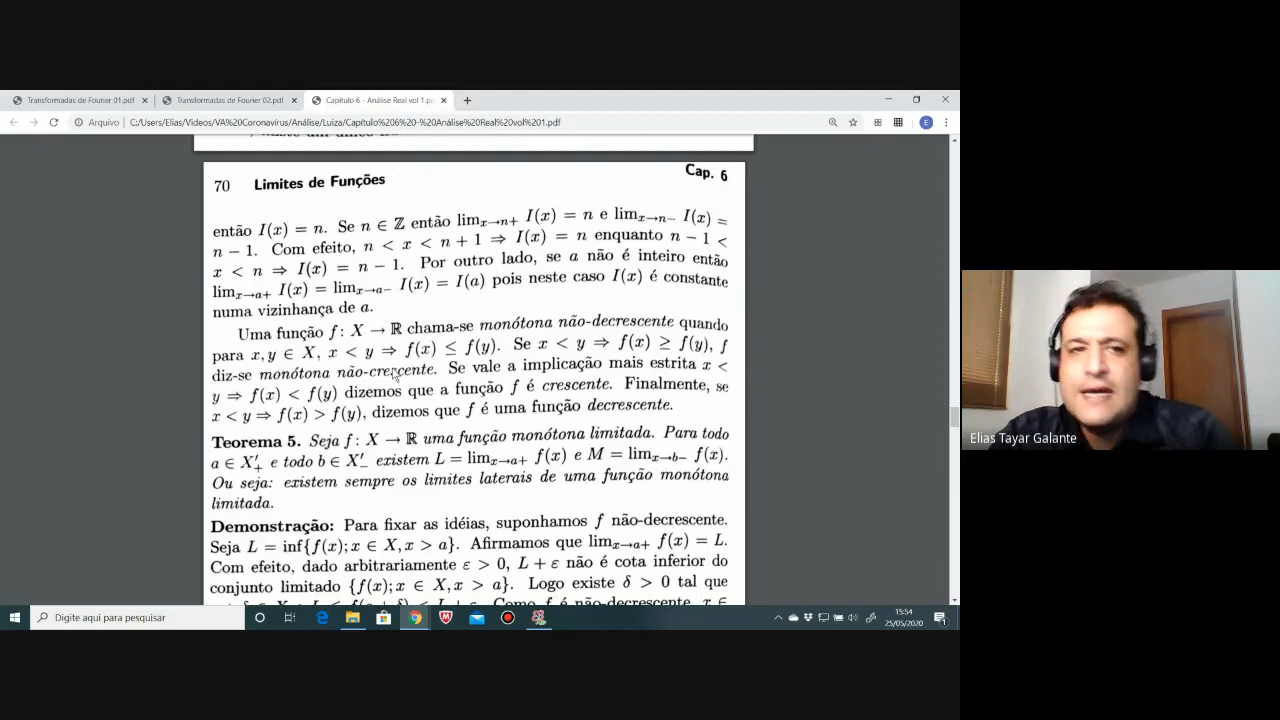 Transformadas de Fourier 01.pdf
Transformadas de Fourier 02.pdf
Capítulo 6 - Análise Real vol 1.p
Arquivo
C:/Users/Elias/Videos/VA%20Coronavírus/Análise/Luiza/Capítulo%206%20-%20Análise%20Real%20vol%201.pdf
E
70 Limites de Funções Cap. 6
então I(x) = n. Se n ∈ ℤ então lim_{x→n+} I(x) = n e lim_{x→n−} I(x) =
n − 1. Com efeito, n < x < n + 1 ⇒ I(x) = n enquanto n − 1 <
x < n ⇒ I(x) = n − 1. Por outro lado, se a não é inteiro então
lim_{x→a+} I(x) = lim_{x→a−} I(x) = I(a) pois neste caso I(x) é constante
numa vizinhança de a.
Uma função f: X → ℝ chama-se monótona não-decrescente quando
para x, y ∈ X, x < y ⇒ f(x) ≤ f(y). Se x < y ⇒ f(x) ≥ f(y), f
diz-se monótona não-crescente. Se vale a implicação mais estrita x <
y ⇒ f(x) < f(y) dizemos que a função f é crescente. Finalmente, se
x < y ⇒ f(x) > f(y), dizemos que f é uma função decrescente.
Teorema 5. Seja f: X → ℝ uma função monótona limitada. Para todo
a ∈ X′₊ e todo b ∈ X′₋ existem L = lim_{x→a+} f(x) e M = lim_{x→b−} f(x).
Ou seja: existem sempre os limites laterais de uma função monótona
limitada.
Demonstração: Para fixar as idéias, suponhamos f não-decrescente.
Seja L = inf{f(x); x ∈ X, x > a}. Afirmamos que lim_{x→a+} f(x) = L.
Com efeito, dado arbitrariamente ε > 0, L + ε não é cota inferior do
conjunto limitado {f(x); x ∈ X, x > a}. Logo existe δ > 0 tal que
Como f é não-decrescente, x ∈
Elias Tayar Galante
Digite aqui para pesquisar
15:54
25/05/2020